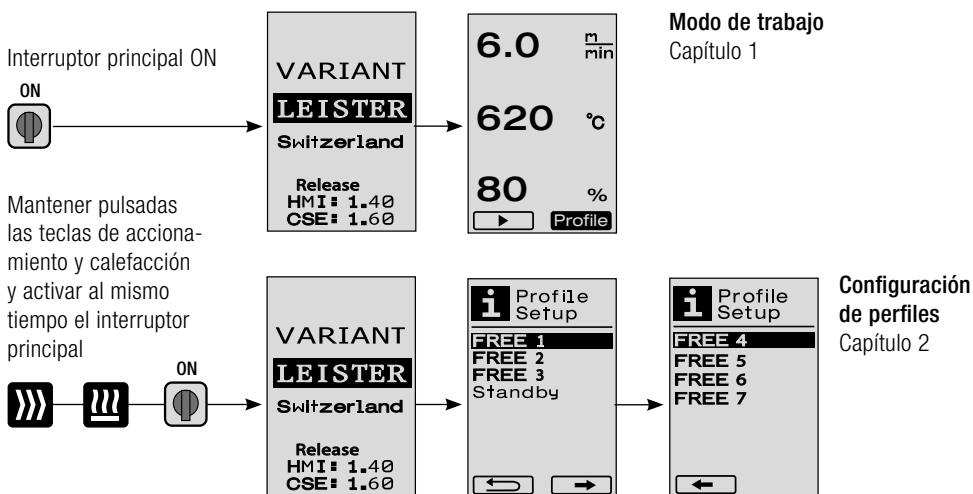 Interruptor principal ON
ON
VARIANT
LEISTER
Switzerland
Release
HMI: 1.40
CSE: 1.60
6.0 m/min
620 °C
80 %
Profile
Modo de trabajo
Capítulo 1
Mantener pulsadas
las teclas de acciona-
miento y calefacción
y activar al mismo
tiempo el interruptor
principal
ON
VARIANT
LEISTER
Switzerland
Release
HMI: 1.40
CSE: 1.60
i Profile
Setup
FREE 1
FREE 2
FREE 3
Standby
i Profile
Setup
FREE 4
FREE 5
FREE 6
FREE 7
Configuración
de perfiles
Capítulo 2